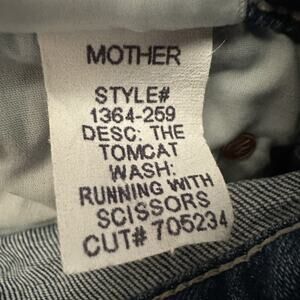 MOTHER
STYLE#
1364-259
DESC: THE
TOMCAT
WASH:
RUNNING WITH
SCISSORS
CUT# 705234